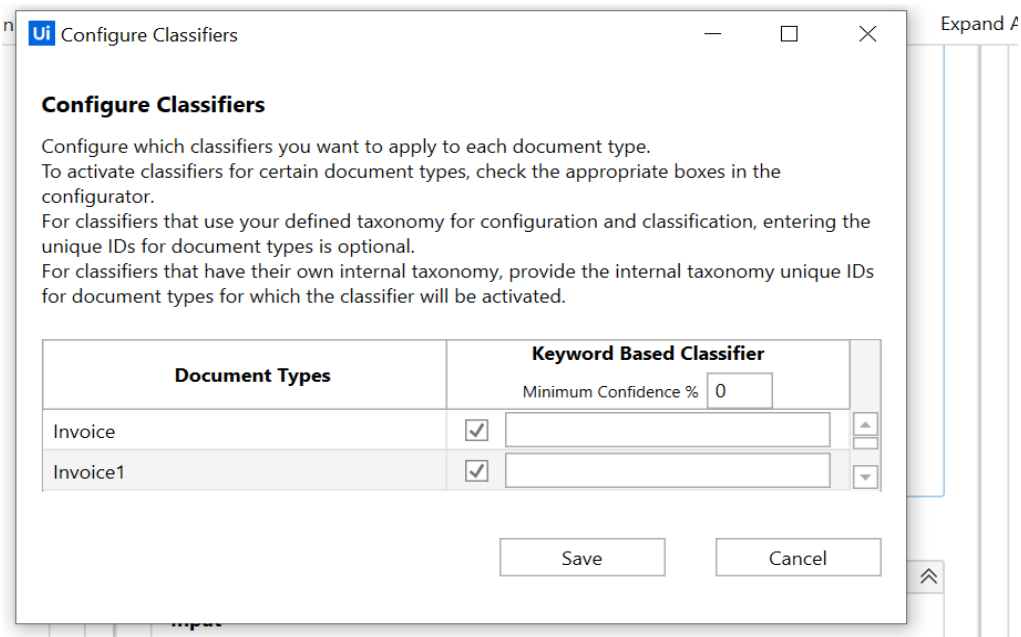 n
Ui Configure Classifiers
Expand A
Configure Classifiers
Configure which classifiers you want to apply to each document type.
To activate classifiers for certain document types, check the appropriate boxes in the
configurator.
For classifiers that use your defined taxonomy for configuration and classification, entering the
unique IDs for document types is optional.
For classifiers that have their own internal taxonomy, provide the internal taxonomy unique IDs
for document types for which the classifier will be activated.
Document Types
Keyword Based Classifier
Minimum Confidence % 0
Invoice
Invoice1
Save Cancel
Input